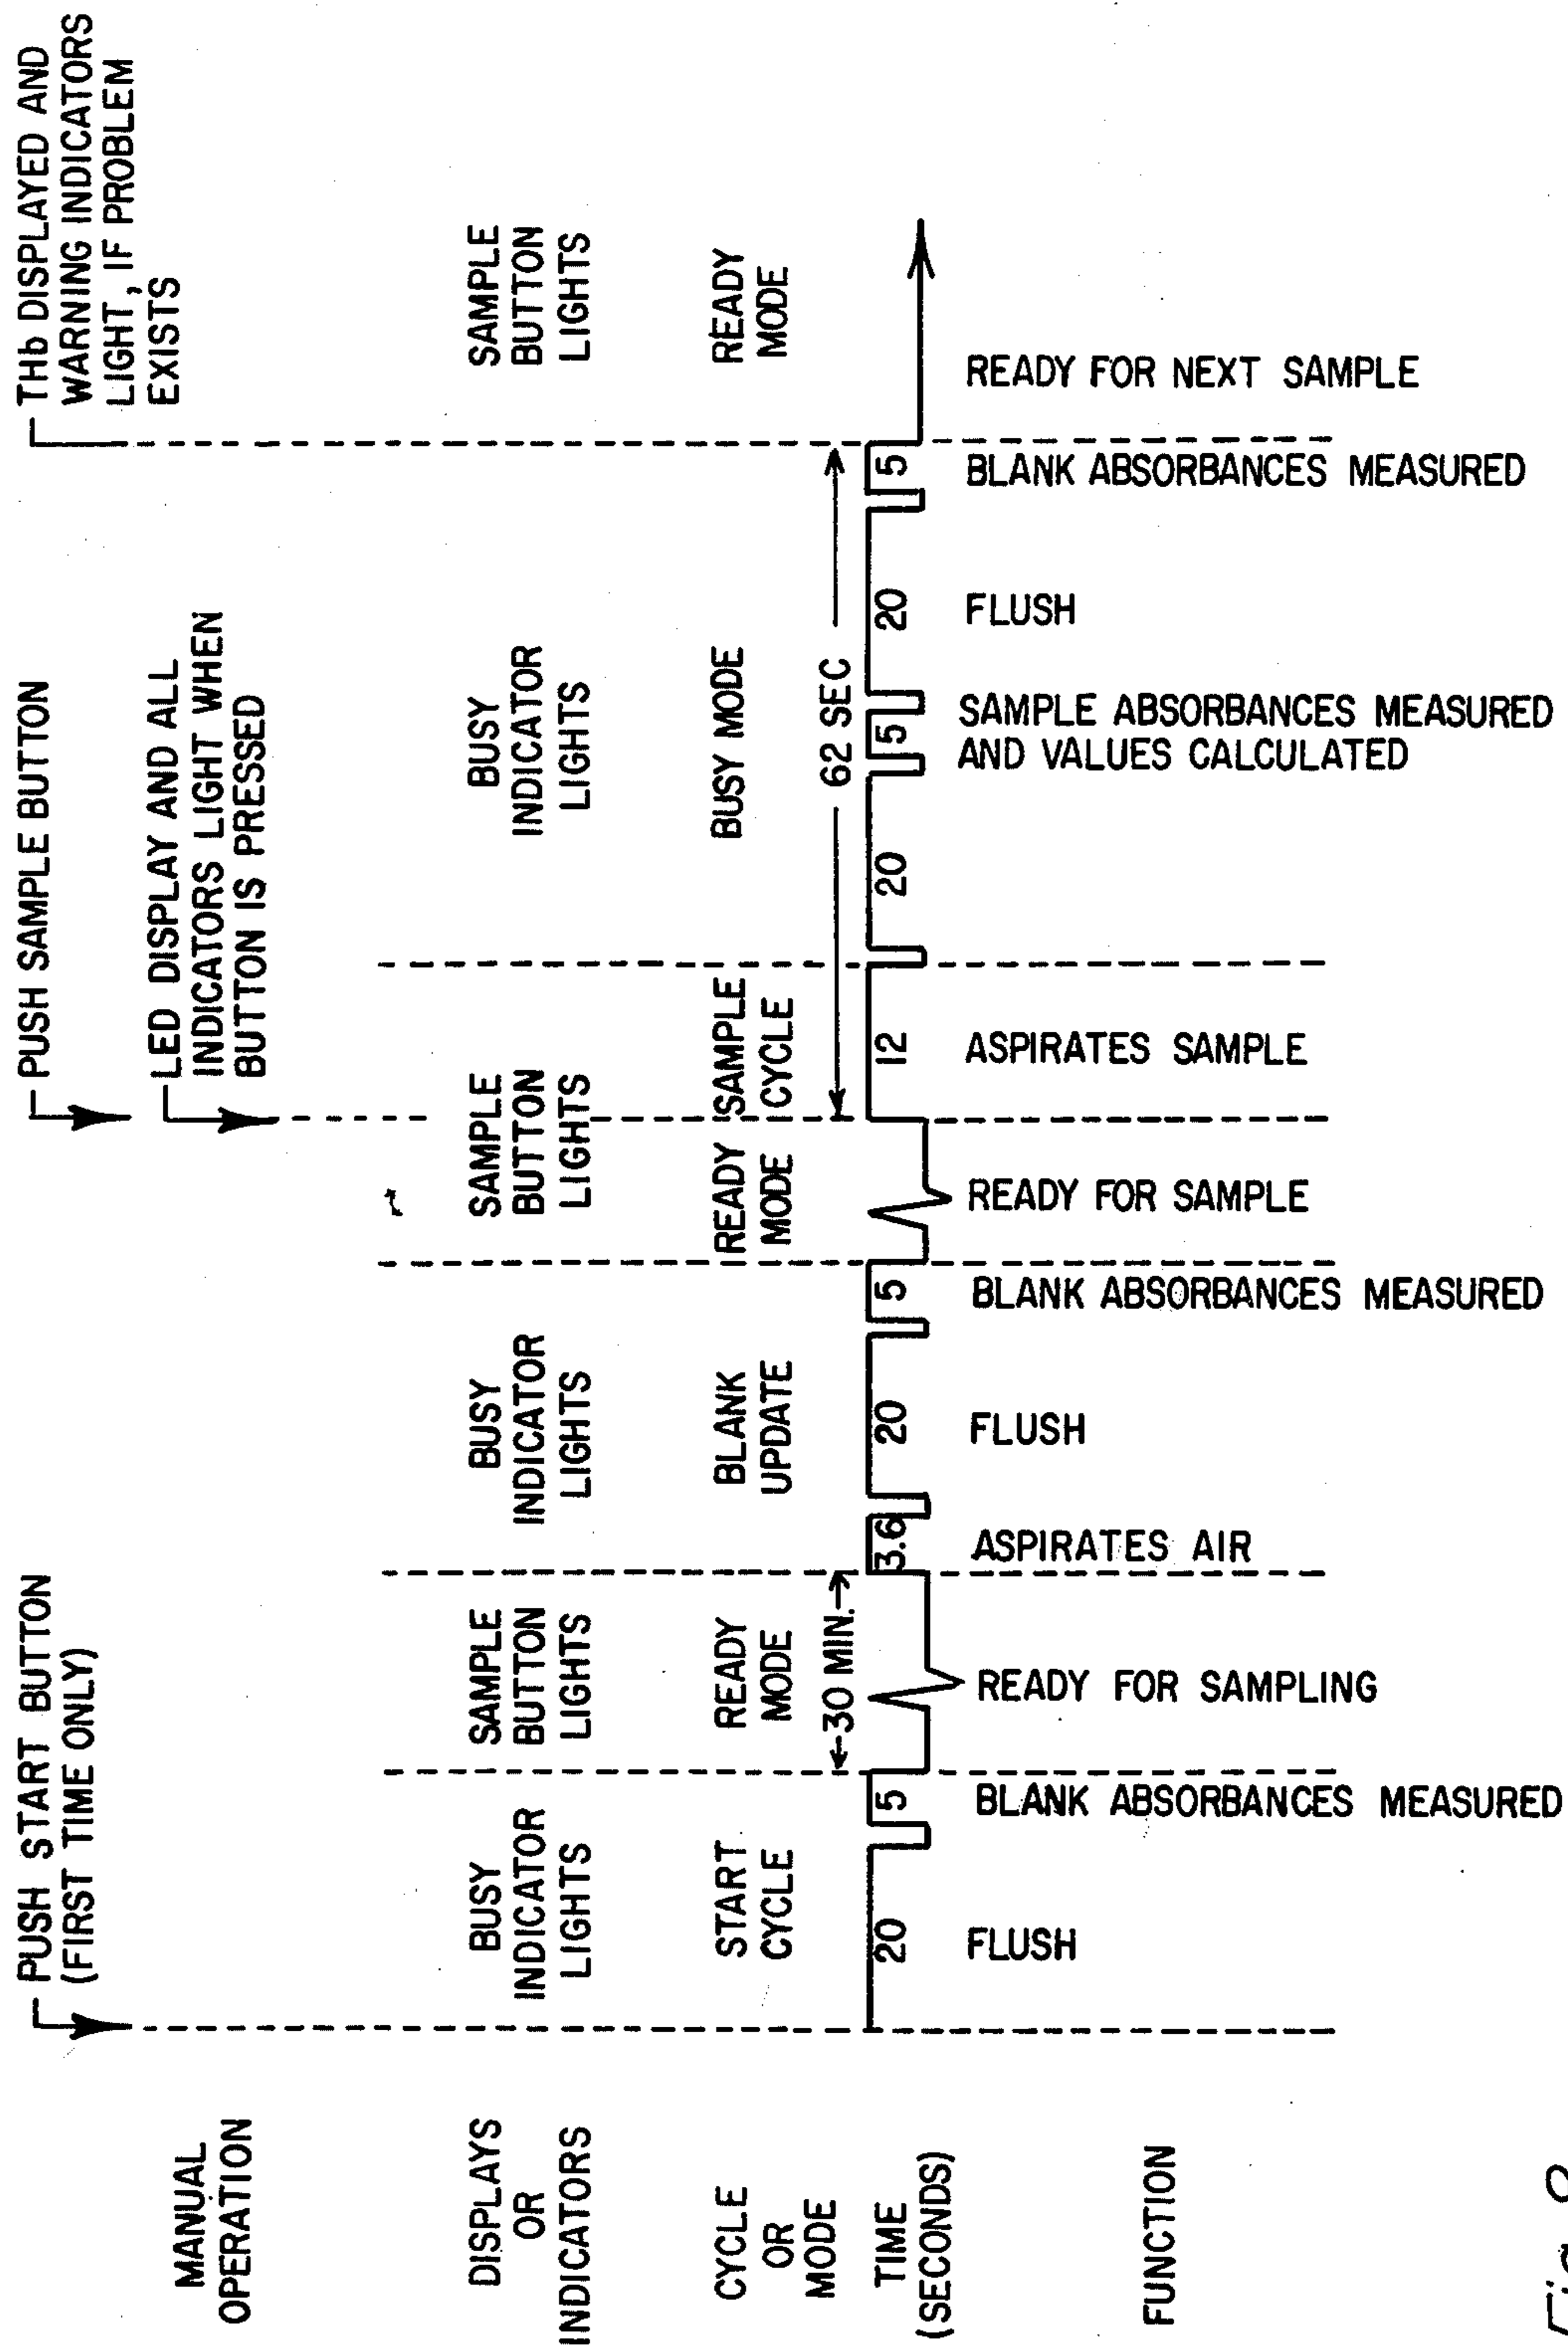 MANUAL
OPERATION
PUSH START BUTTON
(FIRST TIME ONLY)
PUSH SAMPLE BUTTON
LED DISPLAY AND ALL
INDICATORS LIGHT WHEN
BUTTON IS PRESSED
THb DISPLAYED AND
WARNING INDICATORS
LIGHT, IF PROBLEM
EXISTS
DISPLAYS
OR
INDICATORS
BUSY
INDICATOR
LIGHTS
SAMPLE
BUTTON
LIGHTS
BUSY
INDICATOR
LIGHTS
SAMPLE
BUTTON
LIGHTS
BUSY
INDICATOR
LIGHTS
SAMPLE
BUTTON
LIGHTS
CYCLE
OR
MODE
START
CYCLE
READY
MODE
BLANK
UPDATE
READY
MODE
SAMPLE
CYCLE
BUSY MODE
READY
MODE
30 MIN.
62 SEC
TIME
(SECONDS)
20
5
3.6
20
5
12
20
5
20
5
FUNCTION
FLUSH
BLANK ABSORBANCES MEASURED
READY FOR SAMPLING
ASPIRATES AIR
FLUSH
BLANK ABSORBANCES MEASURED
READY FOR SAMPLE
ASPIRATES SAMPLE
SAMPLE ABSORBANCES MEASURED
AND VALUES CALCULATED
FLUSH
BLANK ABSORBANCES MEASURED
READY FOR NEXT SAMPLE